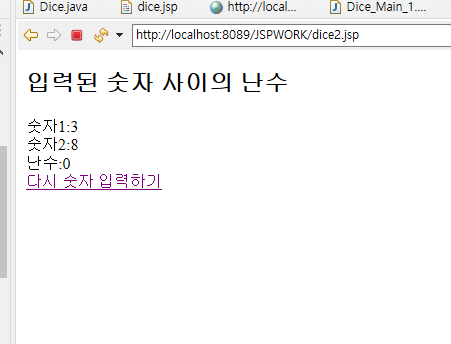 Dice.java dice.jsp http://local... Dice_Main_1....
http://localhost:8089/JSPWORK/dice2.jsp
입력된 숫자 사이의 난수
숫자1:3
숫자2:8
난수:0
다시 숫자 입력하기